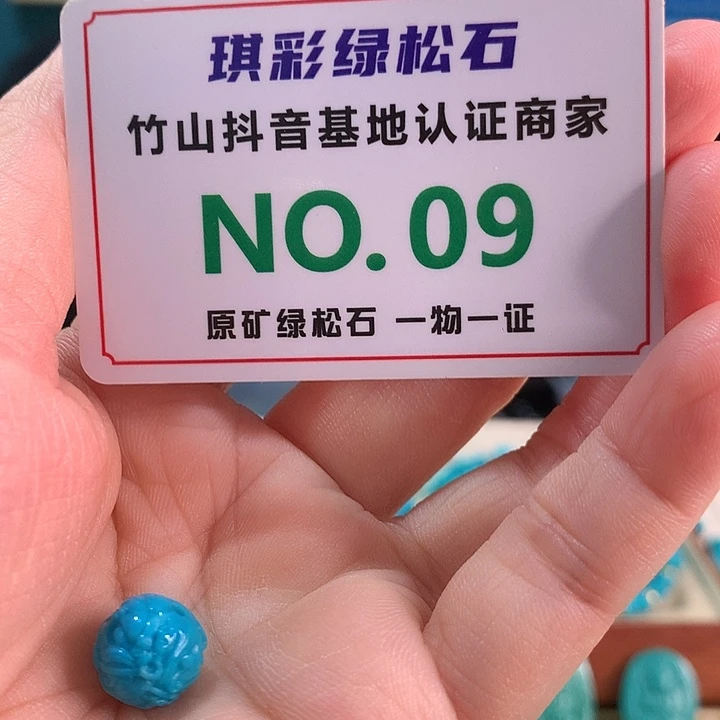 琪彩绿松石
竹山抖音基地认证商家
NO.09
原矿绿松石 一物一证